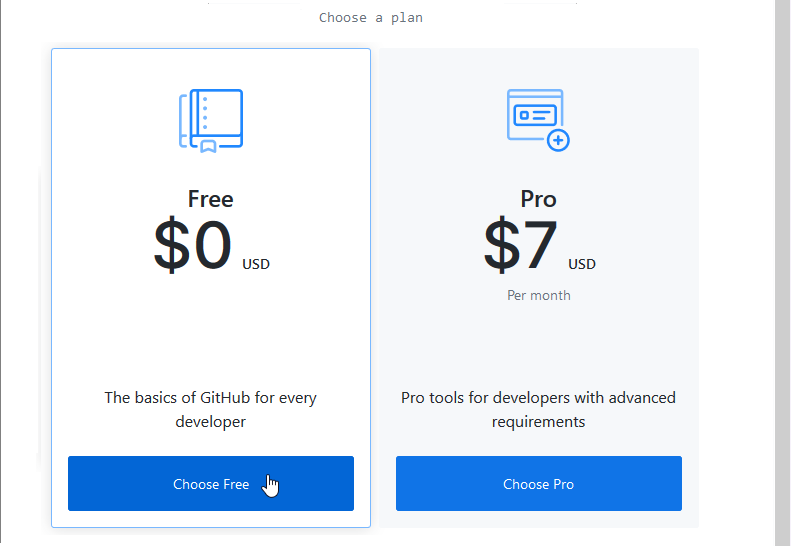 Choose a plan
Free
$0 USD
The basics of GitHub for every
developer
Choose Free
Pro
$7 USD
Per month
Pro tools for developers with advanced
requirements
Choose Pro